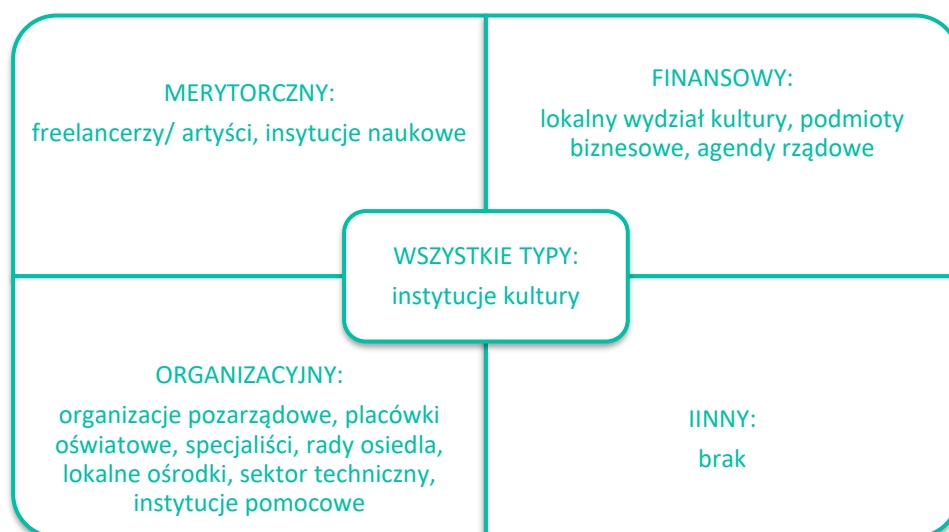 MERYTORCZNY:
freelancerzy/ artyści, insytucje naukowe
FINANSOWY:
lokalny wydział kultury, podmioty
biznesowe, agendy rządowe
WSZYSTKIE TYPY:
instytucje kultury
ORGANIZACYJNY:
organizacje pozarządowe, placówki
oświatowe, specjaliści, rady osiedla,
lokalne ośrodki, sektor techniczny,
instytucje pomocowe
IINNY:
brak